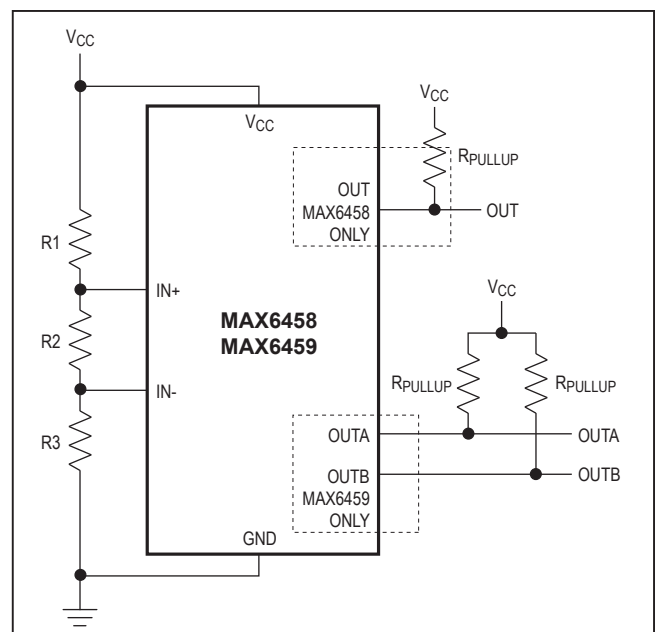 VCC
VCC
VCC
RPULLUP
OUT
MAX6458
ONLY
OUT
R1
IN+
MAX6458
MAX6459
R2
IN-
R3
VCC
RPULLUP
RPULLUP
OUTA
OUTA
OUTB
MAX6459
ONLY
OUTB
GND